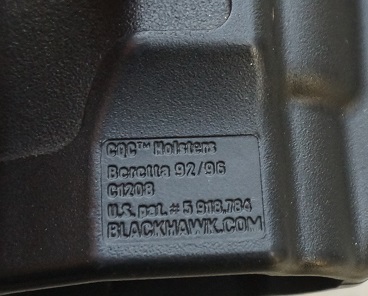 CQC™ Holsters
Beretta 92/96
C1208
U.S. pat.# 5 918,784
BLACKHAWK.COM